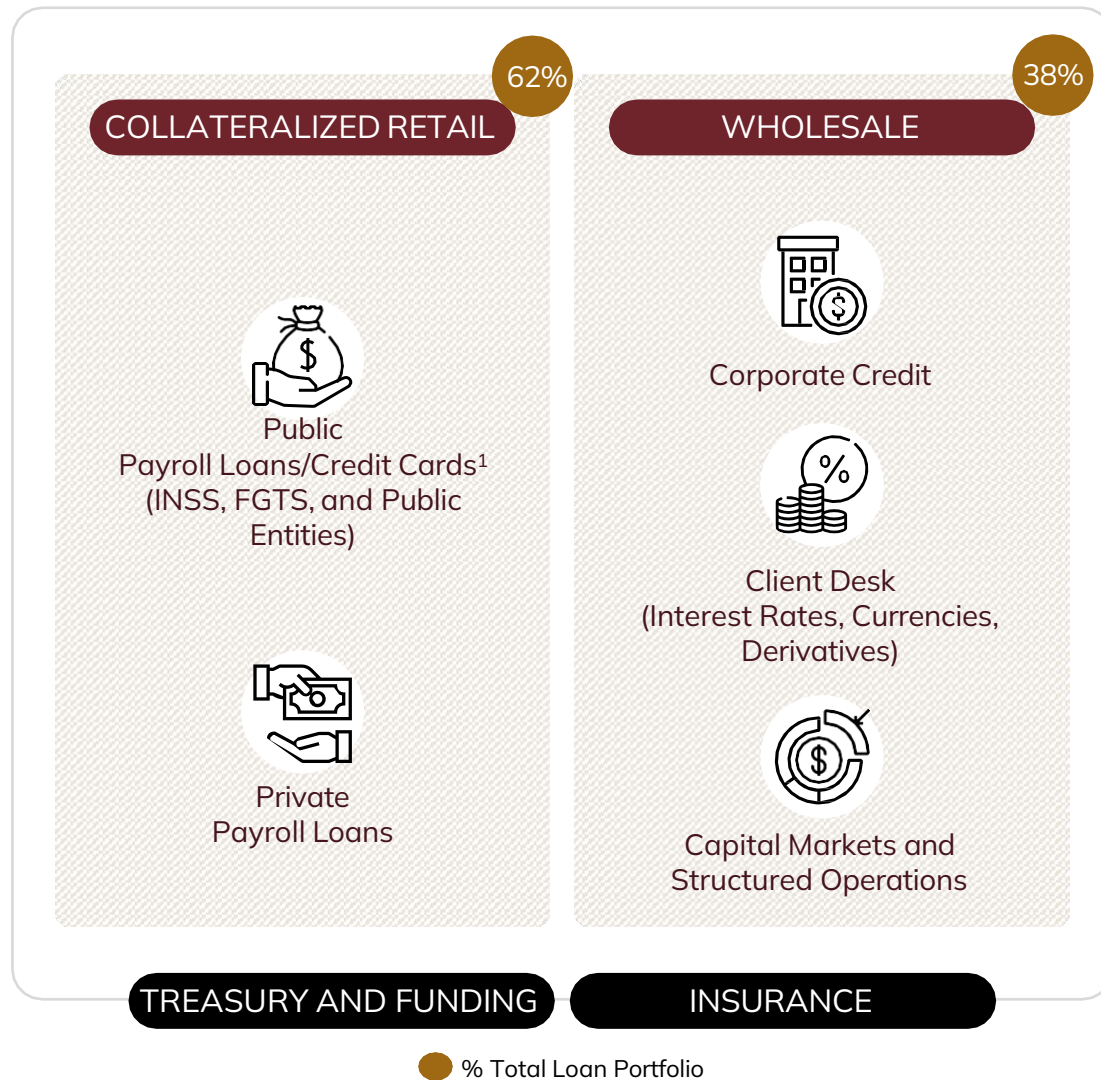 62%
COLLATERALIZED RETAIL
$
Public
Payroll Loans/Credit Cards¹
(INSS, FGTS, and Public
Entities)
Private
Payroll Loans
38%
WHOLESALE
$
Corporate Credit
%
Client Desk
(Interest Rates, Currencies,
Derivatives)
$
Capital Markets and
Structured Operations
TREASURY AND FUNDING
INSURANCE
% Total Loan Portfolio